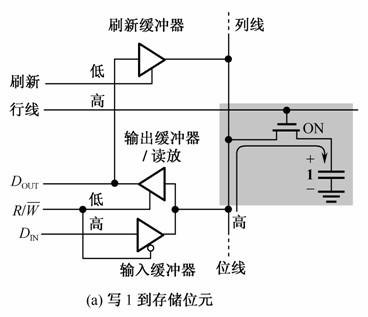 刷新缓冲器
列线
刷新
低
行线
高
ON
输出缓冲器
/ 读放
+
1
−
DOUT
R/W̅
低
高
DIN
高
输入缓冲器
位线
(a) 写 1 到存储位元